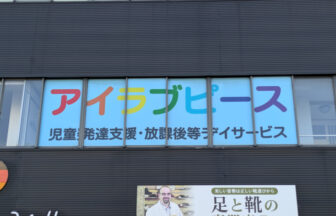 アイラブピース
児童発達支援・放課後等デイサービス
足と靴の